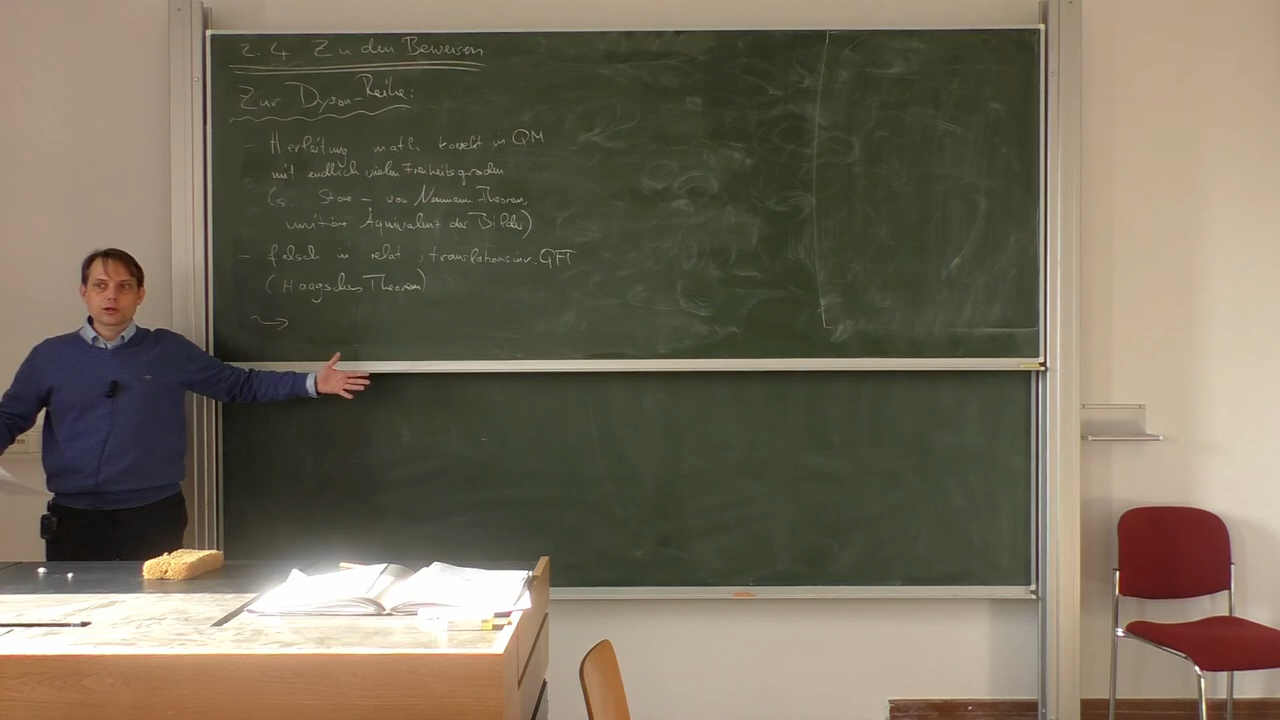 2.4 Zu den Beweisen
Zur Dyson-Reihe:
- Herleitung math. korrekt in QM
mit endlich vielen Freiheitsgraden
(s. Stone - von Neumann-Theorem,
unitäre Äquivalenz der Bilder)
- falsch in relat., translationsinv. QFT
(Haagsches Theorem)